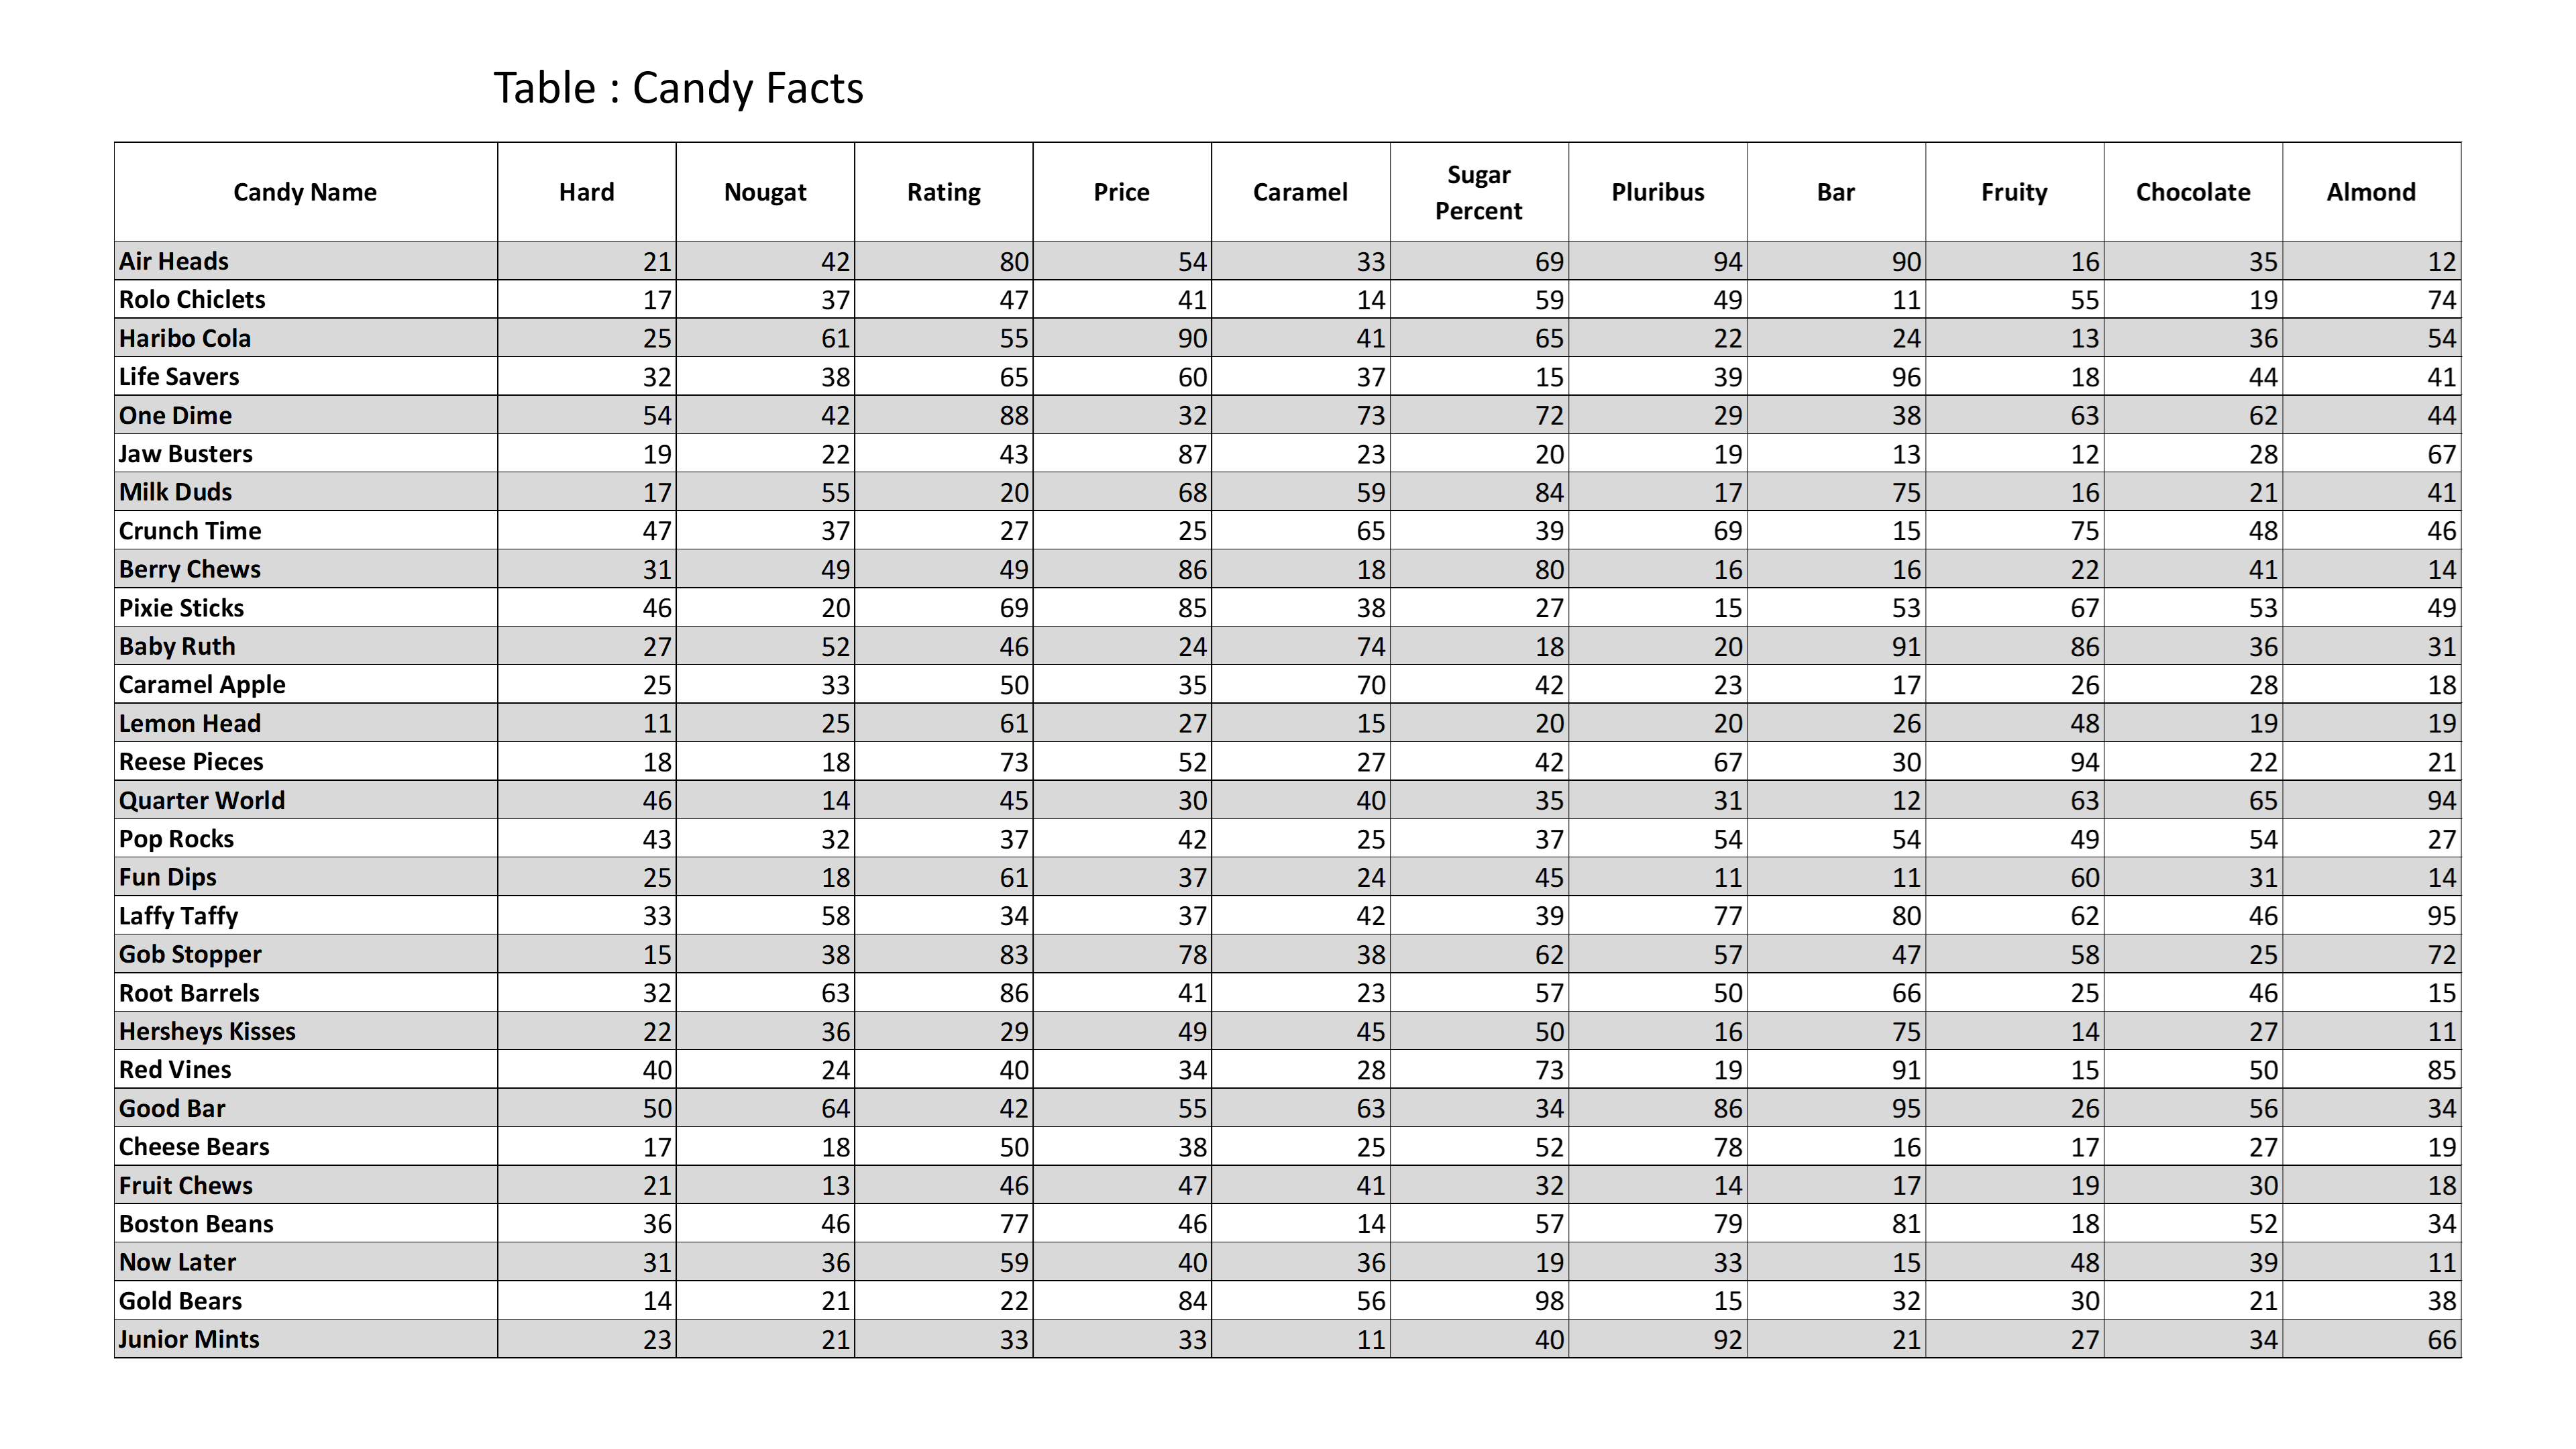 Table : Candy Facts
Candy Name Hard Nougat Rating Price Caramel Sugar Percent Pluribus Bar Fruity Chocolate Almond
Air Heads 21 42 80 54 33 69 94 90 16 35 12
Rolo Chiclets 17 37 47 41 14 59 49 11 55 19 74
Haribo Cola 25 61 55 90 41 65 22 24 13 36 54
Life Savers 32 38 65 60 37 15 39 96 18 44 41
One Dime 54 42 88 32 73 72 29 38 63 62 44
Jaw Busters 19 22 43 87 23 20 19 13 12 28 67
Milk Duds 17 55 20 68 59 84 17 75 16 21 41
Crunch Time 47 37 27 25 65 39 69 15 75 48 46
Berry Chews 31 49 49 86 18 80 16 16 22 41 14
Pixie Sticks 46 20 69 85 38 27 15 53 67 53 49
Baby Ruth 27 52 46 24 74 18 20 91 86 36 31
Caramel Apple 25 33 50 35 70 42 23 17 26 28 18
Lemon Head 11 25 61 27 15 20 20 26 48 19 19
Reese Pieces 18 18 73 52 27 42 67 30 94 22 21
Quarter World 46 14 45 30 40 35 31 12 63 65 94
Pop Rocks 43 32 37 42 25 37 54 54 49 54 27
Fun Dips 25 18 61 37 24 45 11 11 60 31 14
Laffy Taffy 33 58 34 37 42 39 77 80 62 46 95
Gob Stopper 15 38 83 78 38 62 57 47 58 25 72
Root Barrels 32 63 86 41 23 57 50 66 25 46 15
Hersheys Kisses 22 36 29 49 45 50 16 75 14 27 11
Red Vines 40 24 40 34 28 73 19 91 15 50 85
Good Bar 50 64 42 55 63 34 86 95 26 56 34
Cheese Bears 17 18 50 38 25 52 78 16 17 27 19
Fruit Chews 21 13 46 47 41 32 14 17 19 30 18
Boston Beans 36 46 77 46 14 57 79 81 18 52 34
Now Later 31 36 59 40 36 19 33 15 48 39 11
Gold Bears 14 21 22 84 56 98 15 32 30 21 38
Junior Mints 23 21 33 33 11 40 92 21 27 34 66